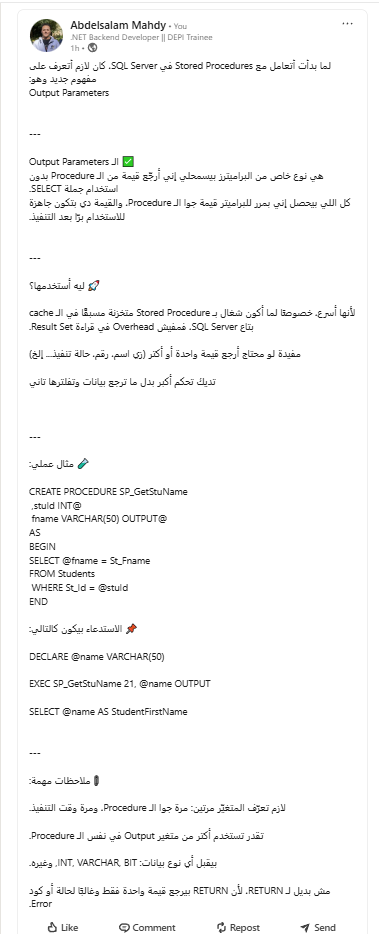 Abdelsalam Mahdy • You
.NET Backend Developer || DEPI Trainee
1h •
لما بدأت أتعامل مع Stored Procedures في SQL Server، كان لازم أتعرف على
مفهوم جديد وهو:
Output Parameters
---
الـ Output Parameters
هي نوع خاص من البراميترز بيسمحلي إني أرجّع قيمة من الـ Procedure بدون
استخدام جملة SELECT.
كل اللي بيحصل إني بمرر للبراميتر قيمة جوا الـ Procedure، والقيمة دي بتكون جاهزة
للاستخدام برّا بعد التنفيذ.
---
ليه أستخدمها؟
لأنها أسرع، خصوصًا لما أكون شغال بـ Stored Procedure متخزنة مسبقًا في الـ cache
بتاع SQL Server، فمفيش Overhead في قراءة Result Set.
مفيدة لو محتاج أرجع قيمة واحدة أو أكتر (زي اسم، رقم، حالة تنفيذ... إلخ)
تديك تحكم أكبر بدل ما ترجع بيانات وتفلترها تاني
---
مثال عملي:
CREATE PROCEDURE SP_GetStuName
,stuId INT@
fname VARCHAR(50) OUTPUT@
AS
BEGIN
SELECT @fname = St_Fname
FROM Students
WHERE St_Id = @stuId
END
الاستدعاء بيكون كالتالي:
DECLARE @name VARCHAR(50)
EXEC SP_GetStuName 21, @name OUTPUT
SELECT @name AS StudentFirstName
---
ملاحظات مهمة:
لازم تعرّف المتغيّر مرتين: مرة جوا الـ Procedure، ومرة وقت التنفيذ.
تقدر تستخدم أكتر من متغير Output في نفس الـ Procedure.
بيقبل أي نوع بيانات: INT, VARCHAR, BIT, وغيره.
مش بديل لـ RETURN، لأن RETURN بيرجع قيمة واحدة فقط وغالبًا لحالة أو كود
Error.
Like
Comment
Repost
Send